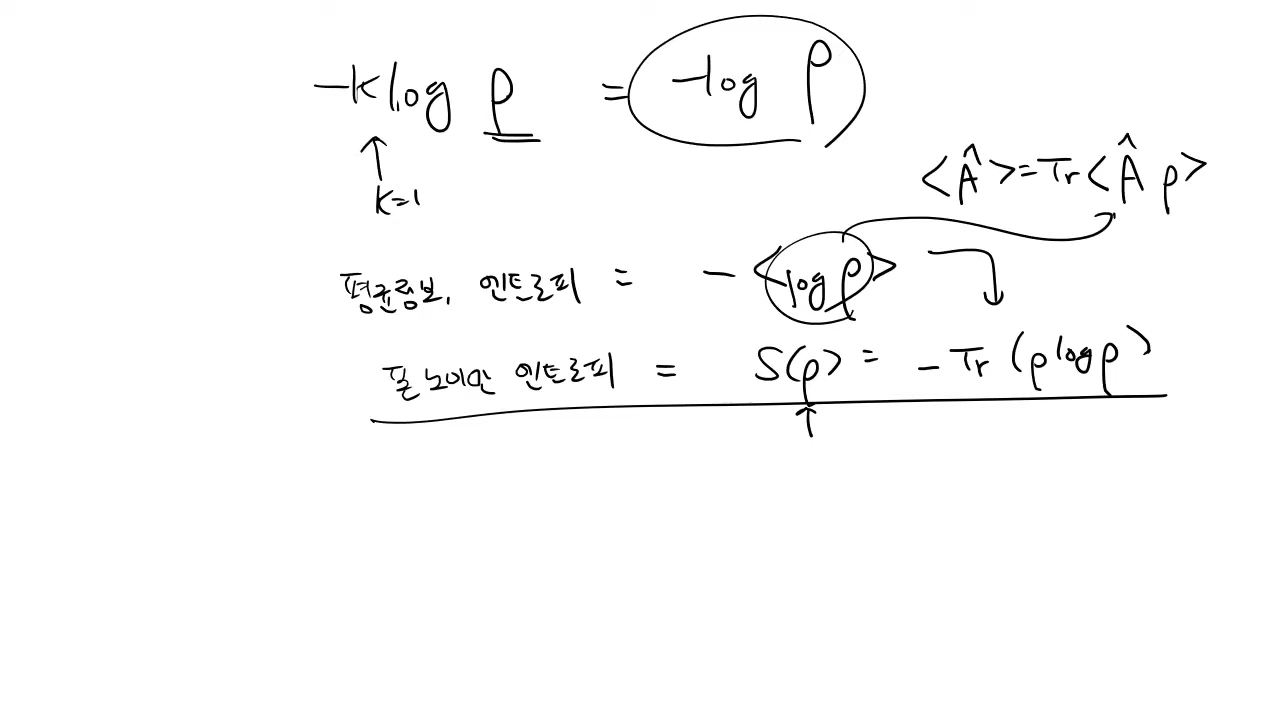 -K log ρ = -log ρ
↑
K=1
<Â> = Tr<Â ρ>
평균정보, 엔트로피 = - <log ρ>
폰 노이만 엔트로피 = S(ρ) = - Tr (ρ log ρ)
↑